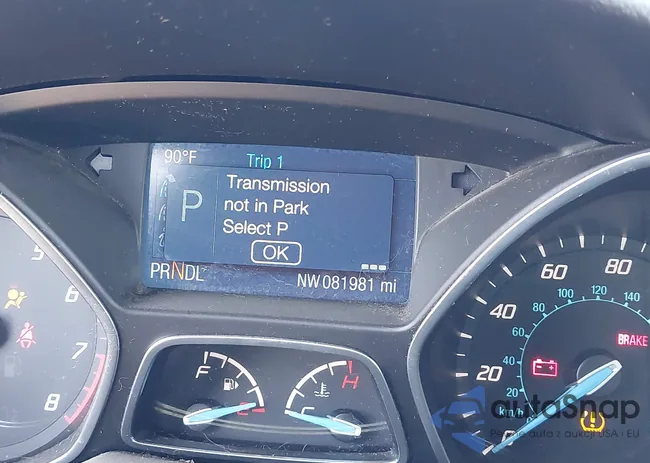 90°F Trip 1
P
Transmission
not in Park
Select P
OK
PRNDL
NW 081981 mi
5
6
7
8
F
H
C
20
40
60
80
20
40
60
80
100
120
140
km/h
BRAKE
autoSnap